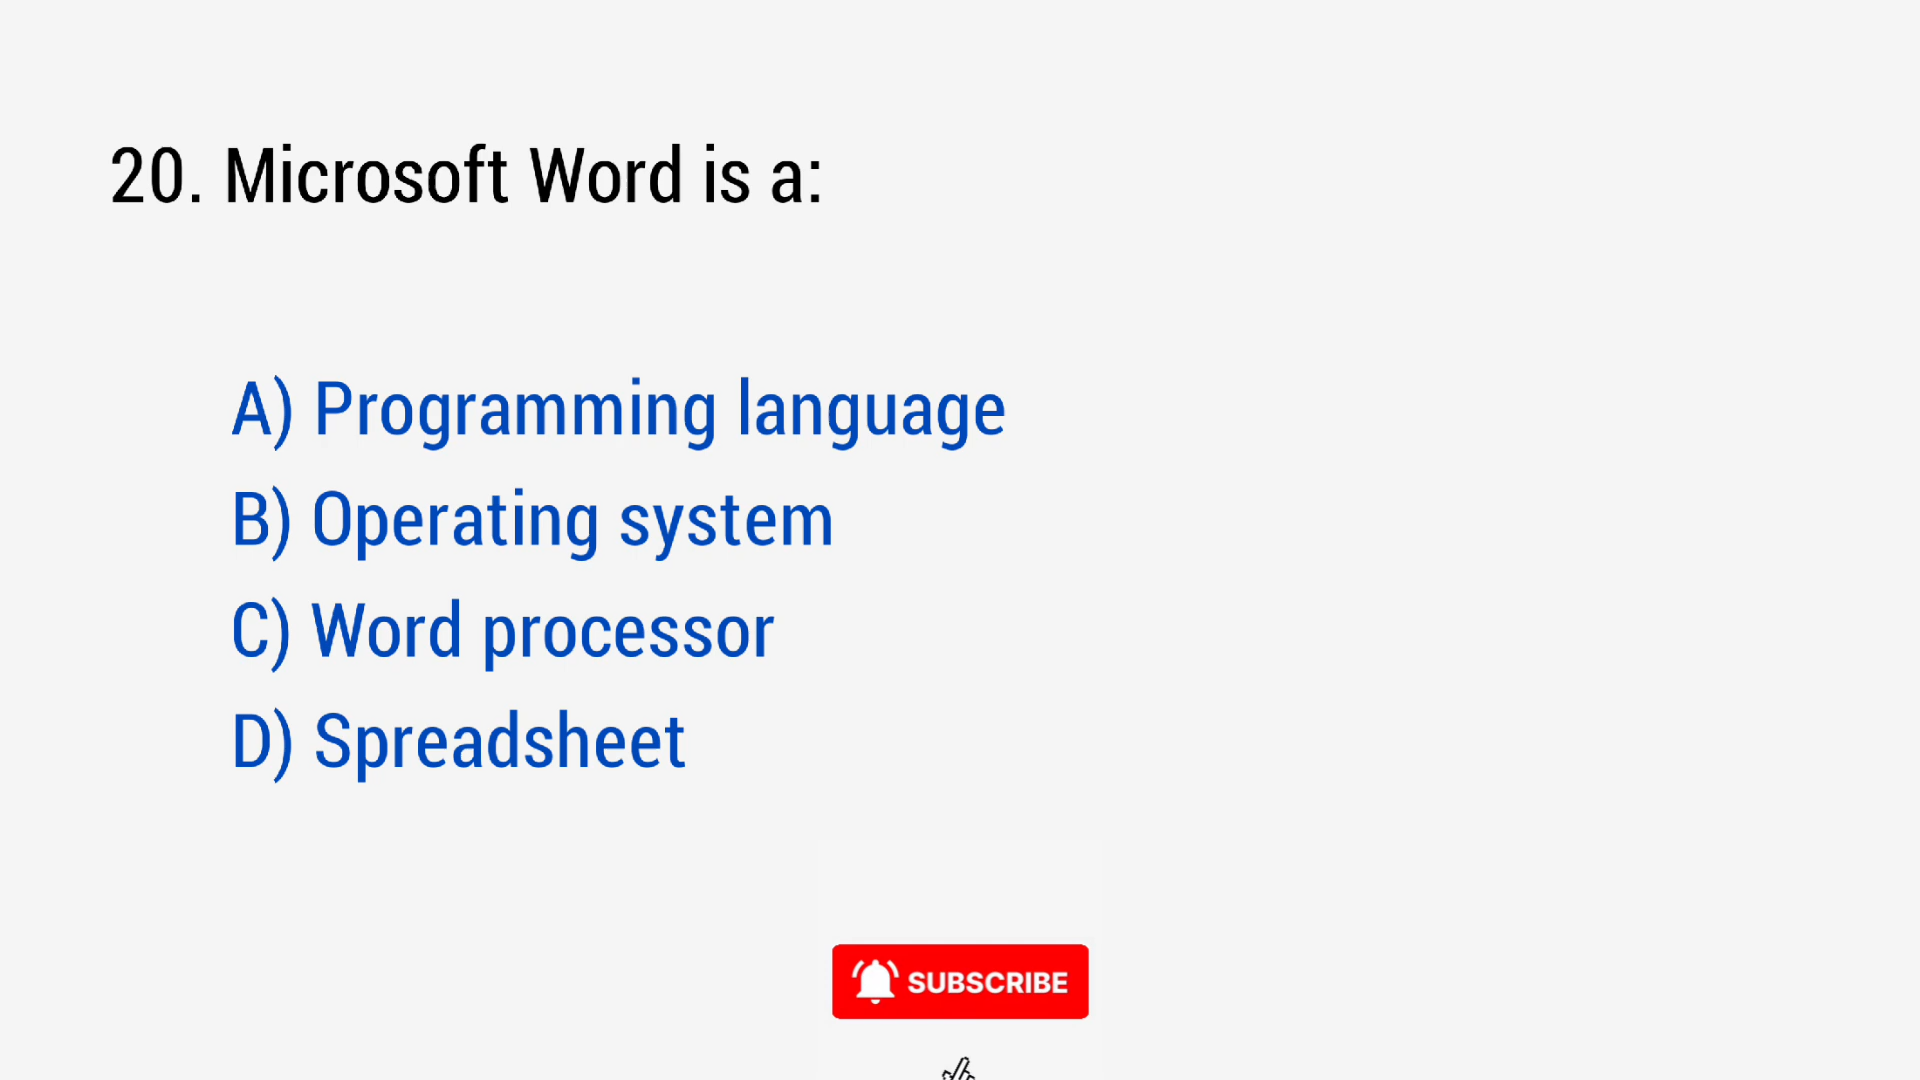 20. Microsoft Word is a:
A) Programming language
B) Operating system
C) Word processor
D) Spreadsheet
SUBSCRIBE